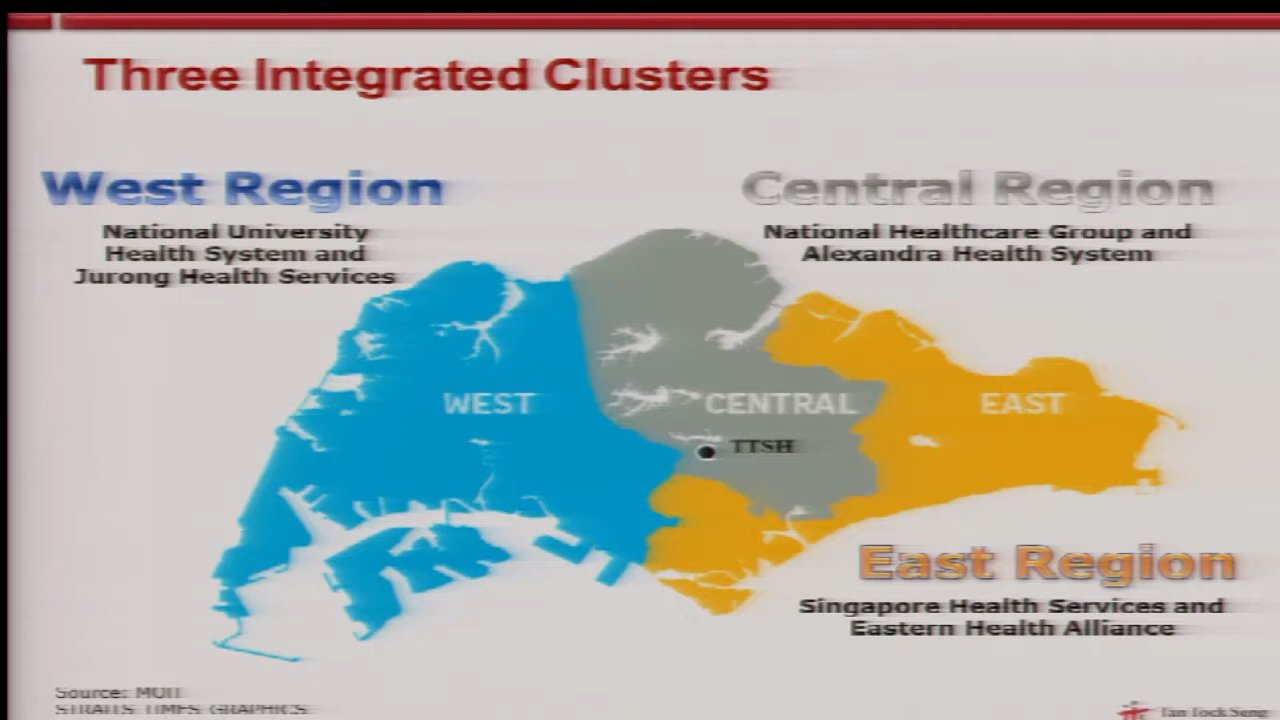 Three Integrated Clusters
West Region
National University
Health System and
Jurong Health Services
Central Region
National Healthcare Group and
Alexandra Health System
WEST
CENTRAL
EAST
TTSH
East Region
Singapore Health Services and
Eastern Health Alliance
Source: MOH
STRAITS TIMES GRAPHICS
Tan Tock Seng